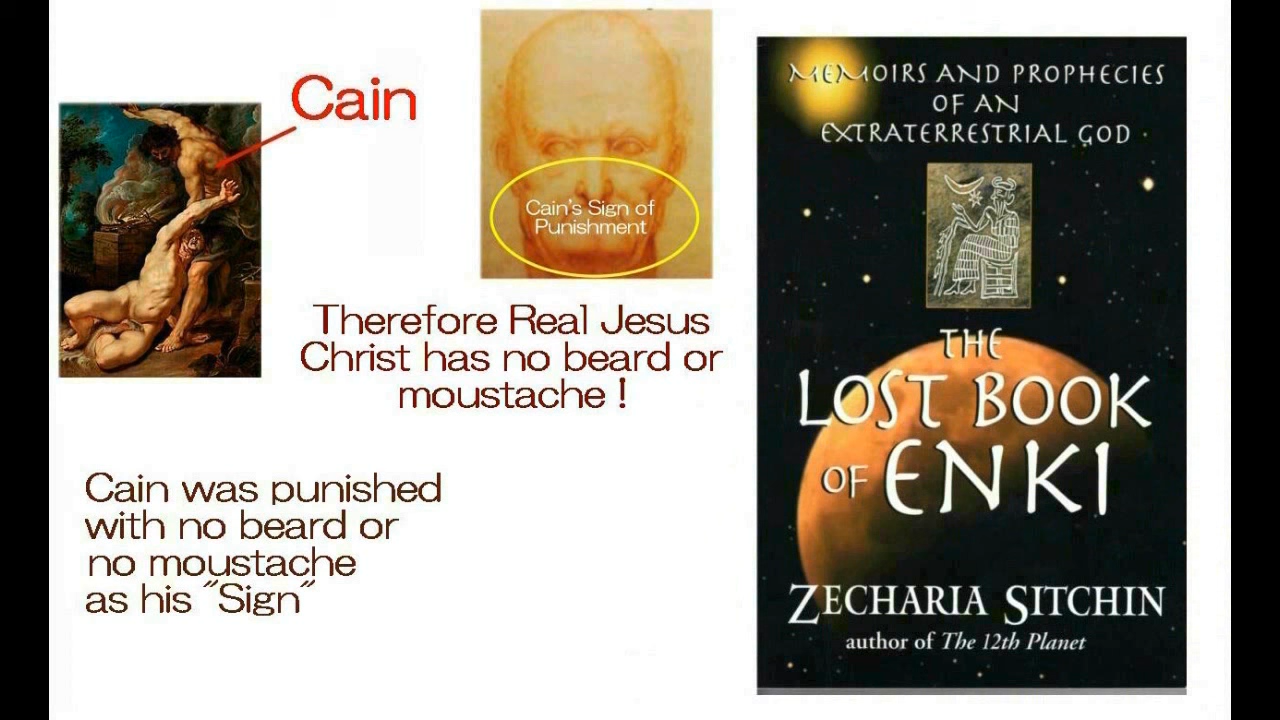 Cain
Cain's Sign of
Punishment
Therefore Real Jesus
Christ has no beard or
moustache !
Cain was punished
with no beard or
no moustache
as his "Sign"
MEMOIRS AND PROPHECIES
OF AN
EXTRATERRESTRIAL GOD
THE
LOST BOOK
OF ENKI
ZECHARIA SITCHIN
author of The 12th Planet